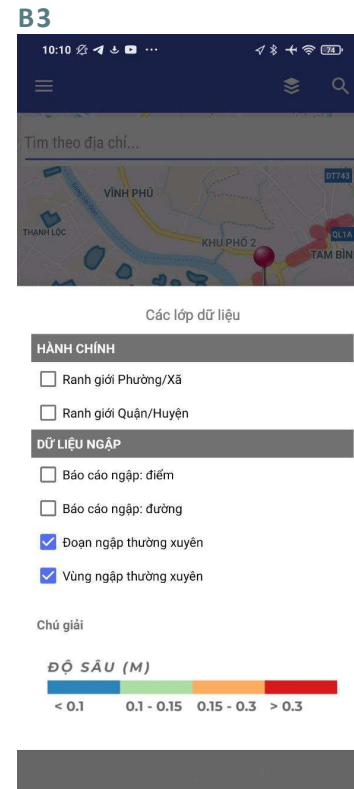 B3
10:10
74
Tìm theo địa chỉ...
DT743
VĨNH PHÚ
THẠNH LỘC
KHU PHỐ 2
QL1A
TAM BÌN
Các lớp dữ liệu
HÀNH CHÍNH
Ranh giới Phường/Xã
Ranh giới Quận/Huyện
DỮ LIỆU NGẬP
Báo cáo ngập: điểm
Báo cáo ngập: đường
Đoạn ngập thường xuyên
Vùng ngập thường xuyên
Chú giải
ĐỘ SÂU (M)
< 0.1 0.1 - 0.15 0.15 - 0.3 > 0.3